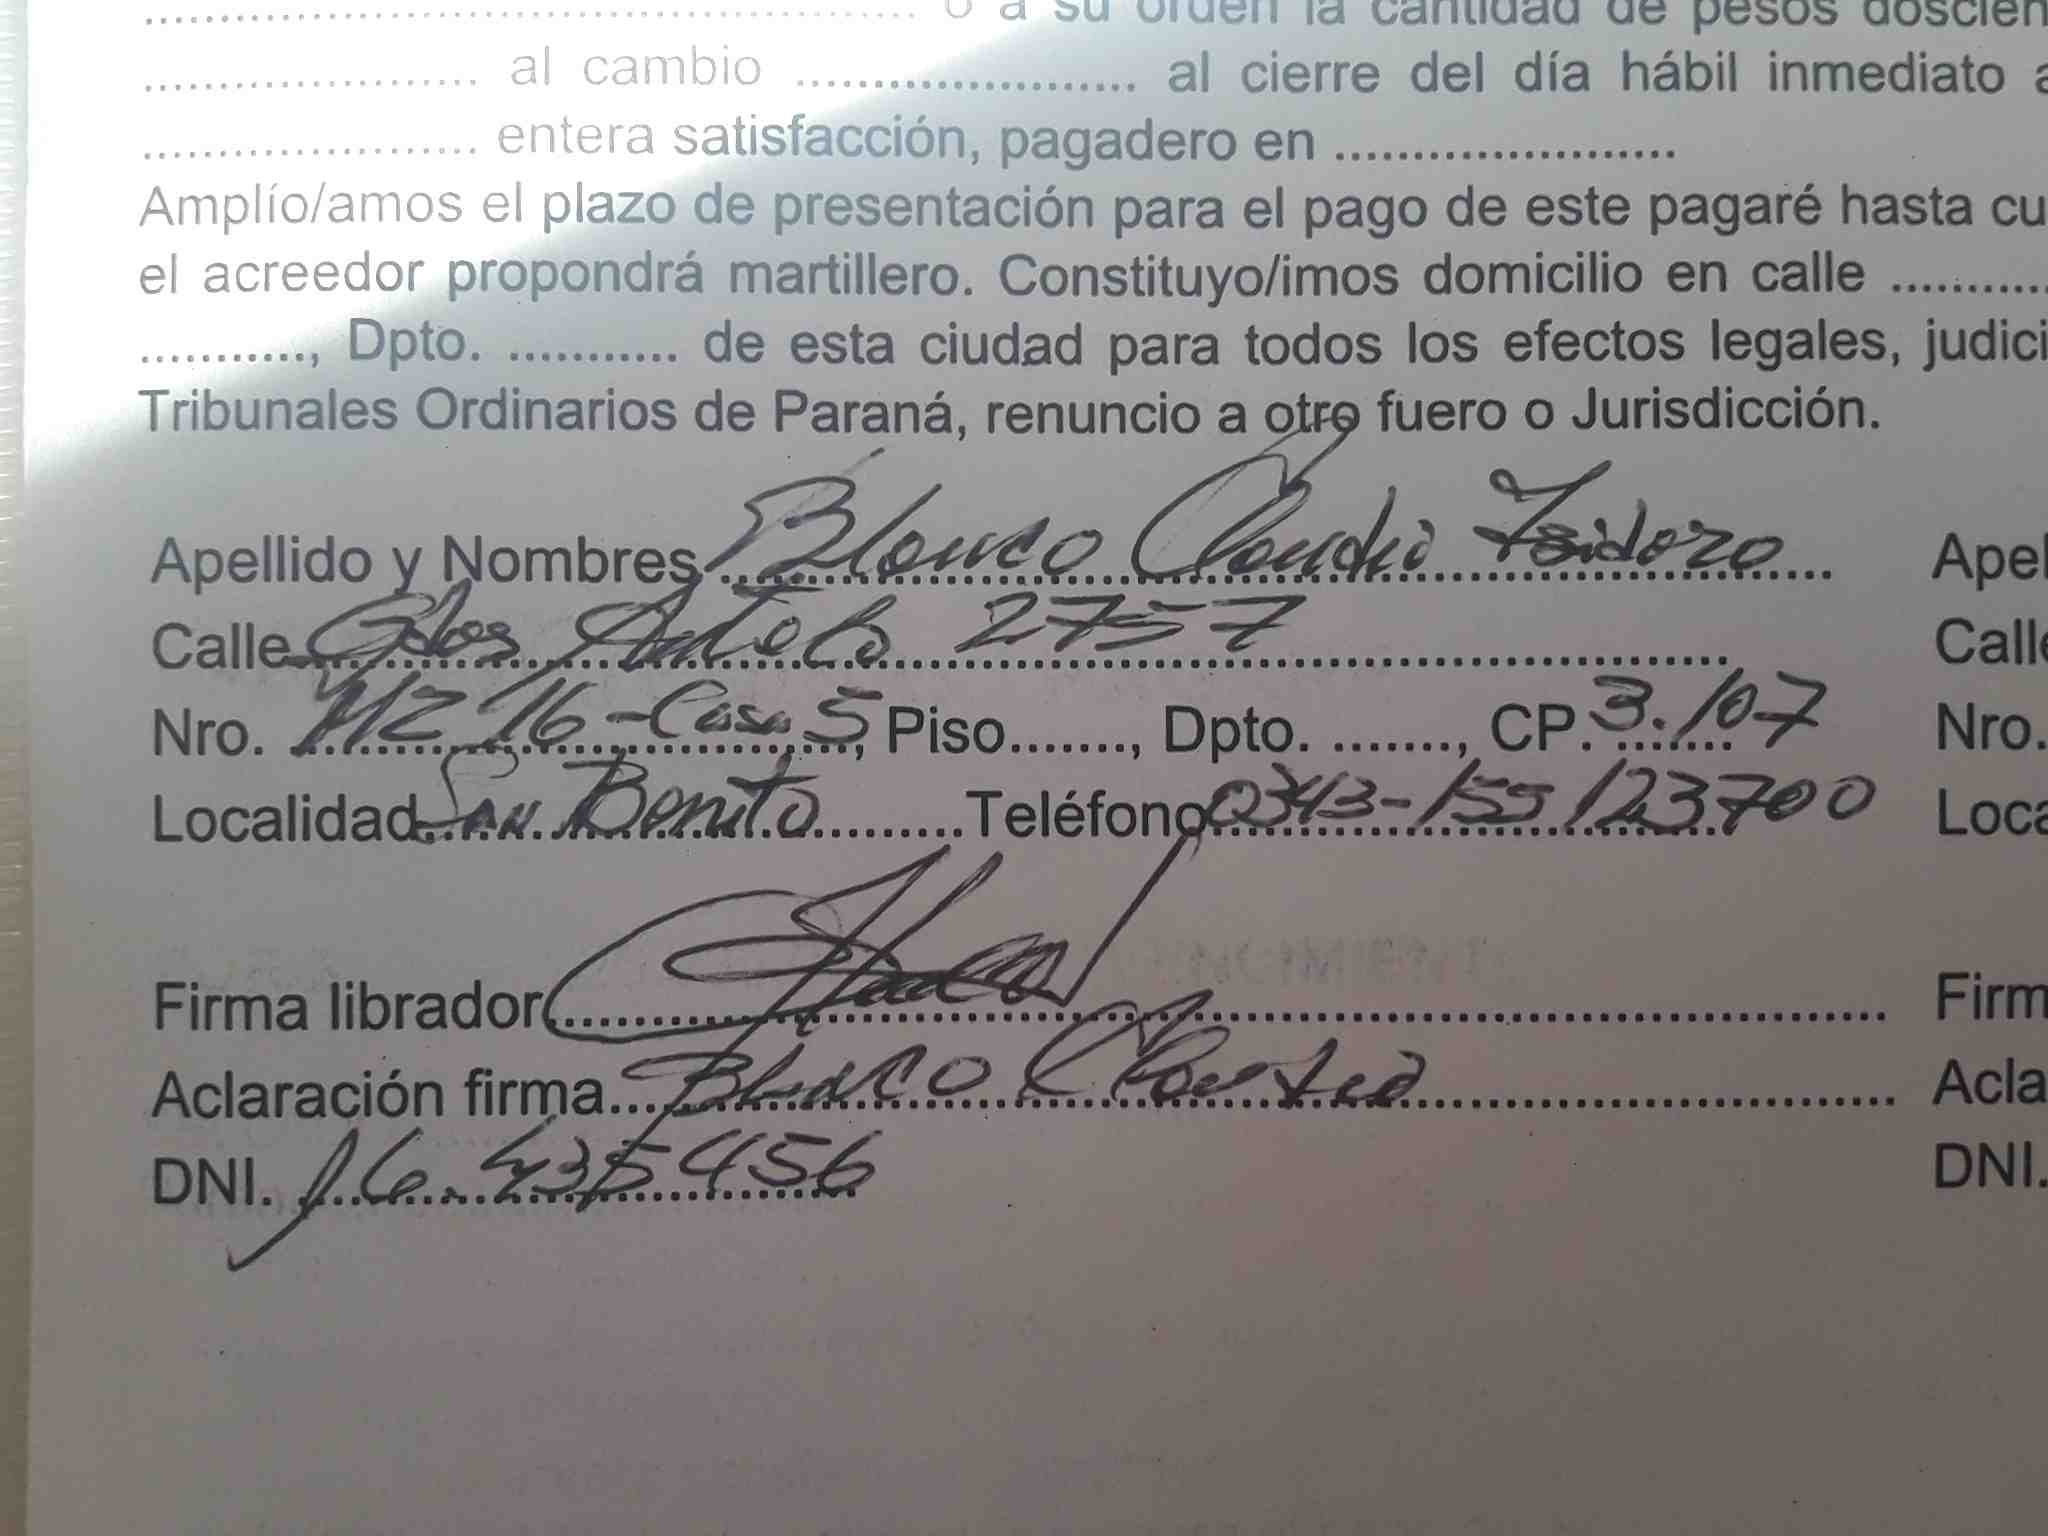 ........................................................ o a su orden la cantidad de pesos doscien
..................... al cambio ...................... al cierre del día hábil inmediato a
..................... entera satisfacción, pagadero en ......................
Amplío/amos el plazo de presentación para el pago de este pagaré hasta cu
el acreedor propondrá martillero. Constituyo/imos domicilio en calle ...........
..........., Dpto. ........... de esta ciudad para todos los efectos legales, judici
Tribunales Ordinarios de Paraná, renuncio a otro fuero o Jurisdicción.
Apellido y Nombres Blanco Claudio Isidoro Apel
Calle 2757 Calle
Nro. MZ 16 - Casa 5, Piso......., Dpto. ........, CP. 3.107 Nro.
Localidad San Benito Teléfono 0343-155123700 Loca
Firma librador Firm
Aclaración firma Blanco Claudio Acla
DNI. 16.435456 DNI.